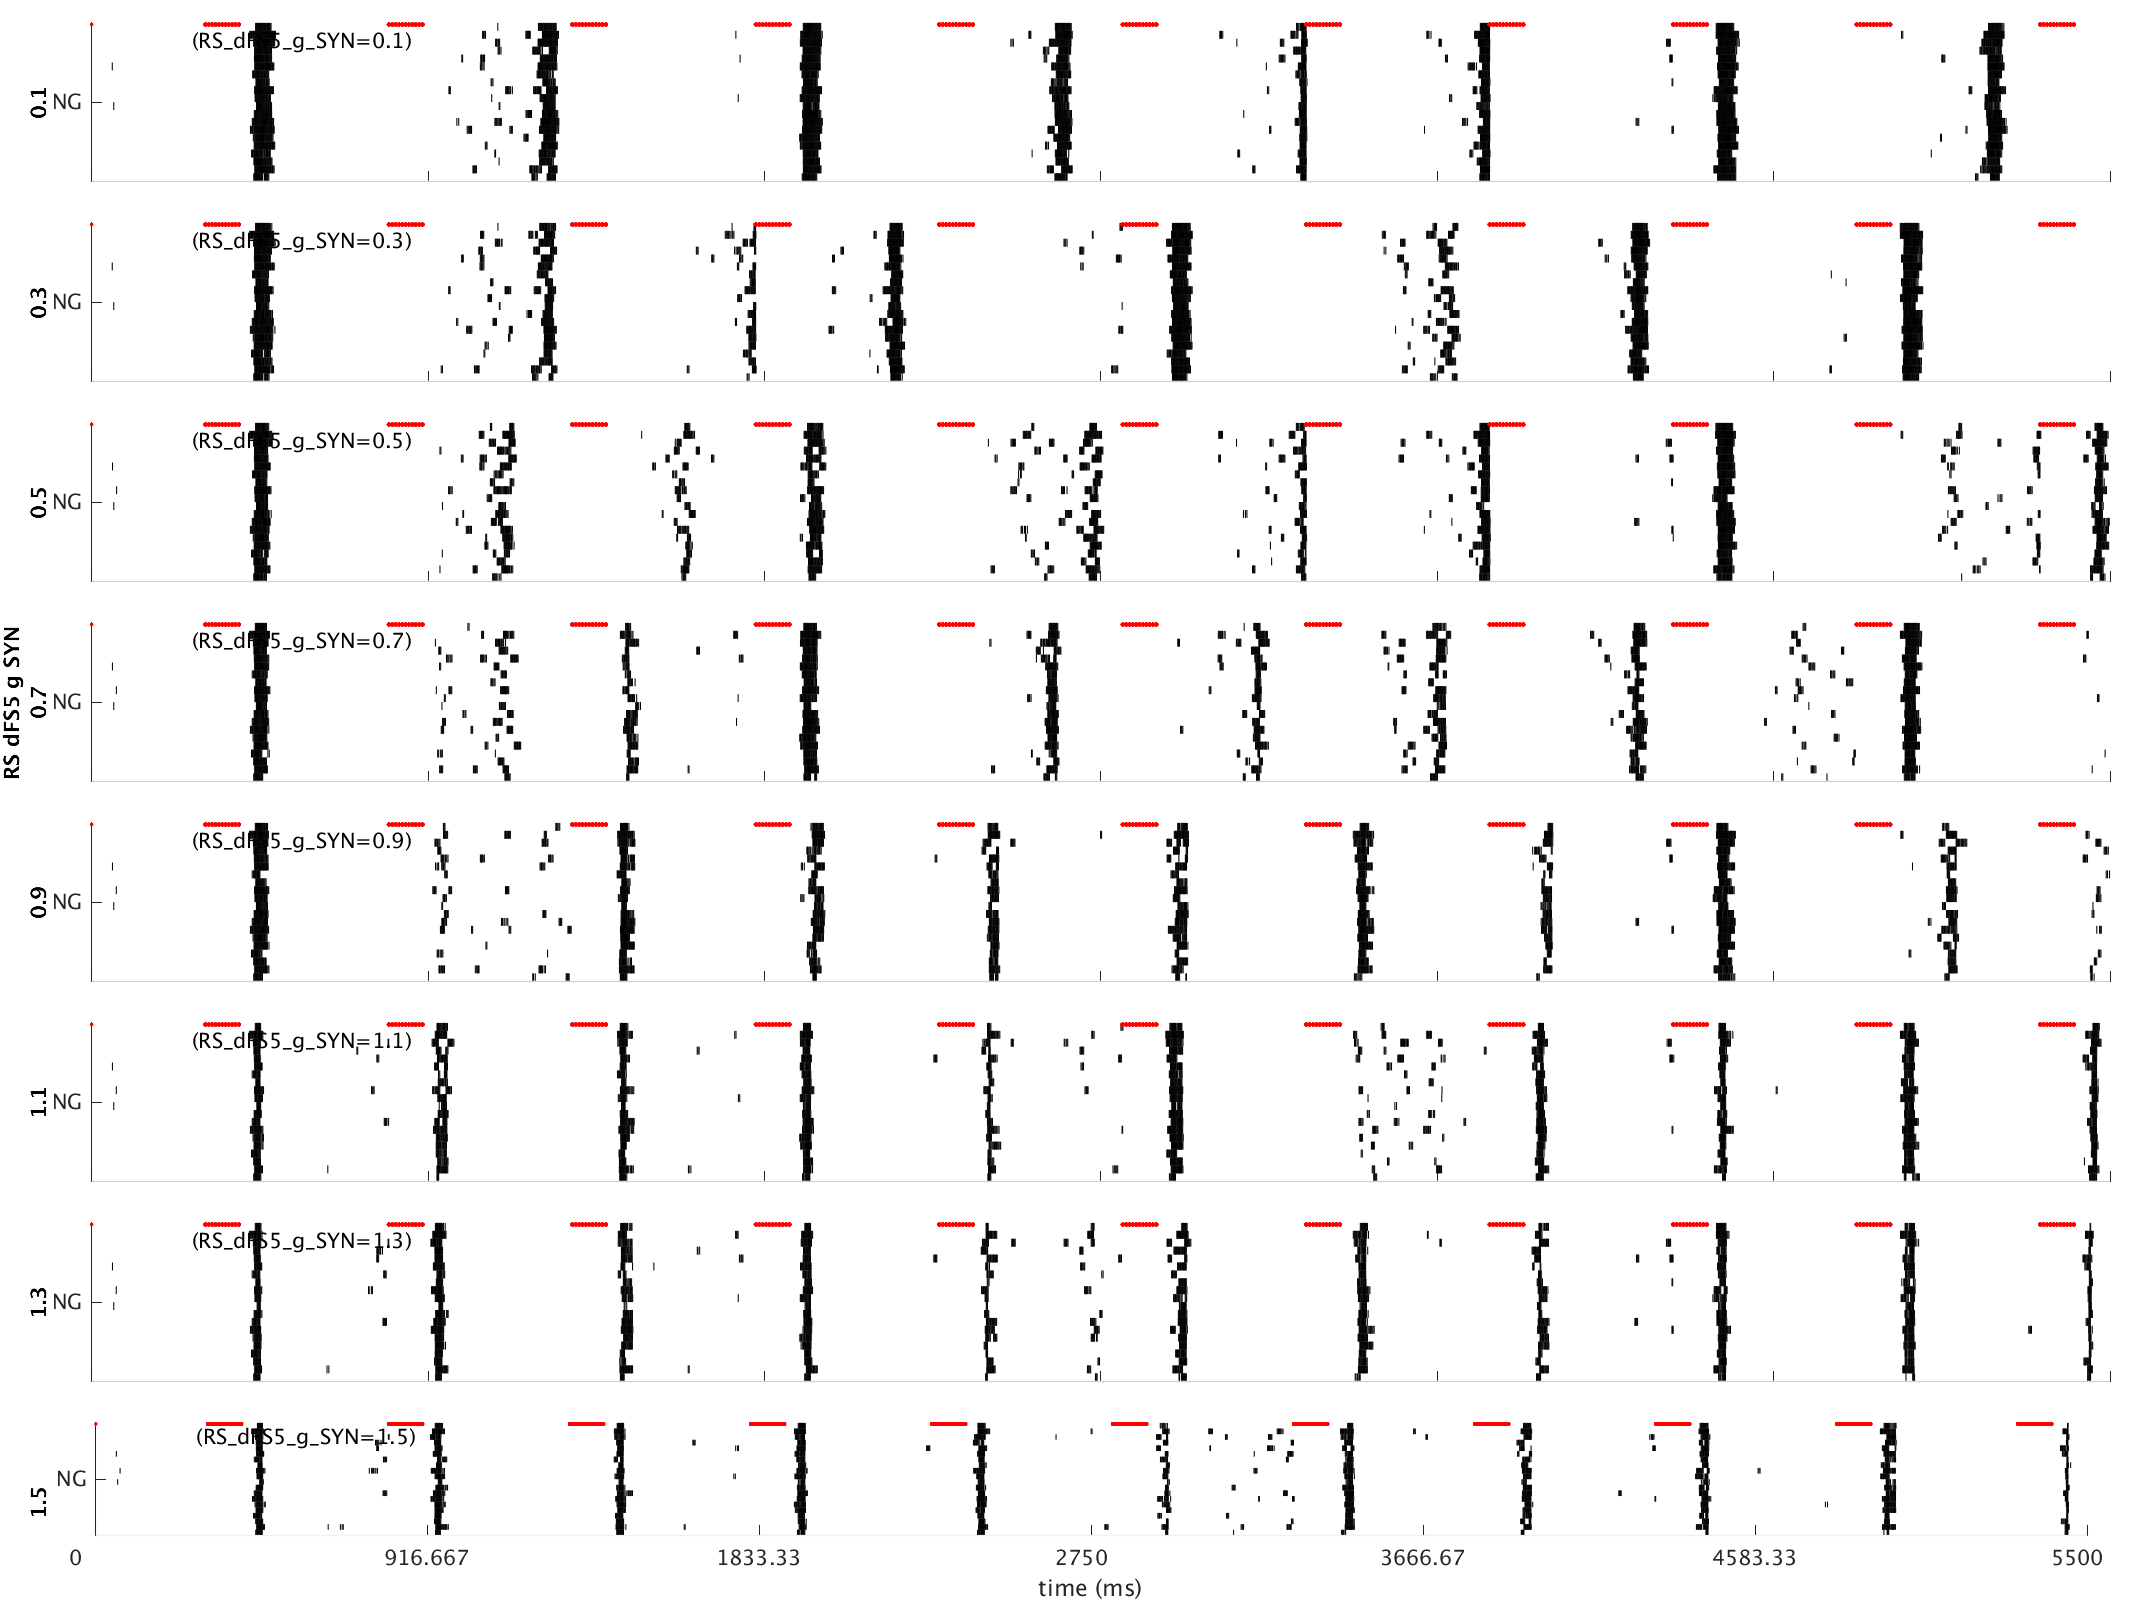 (RS_dFS5_g_SYN=0.1)
0.1
NG
(RS_dFS5_g_SYN=0.3)
0.3
NG
(RS_dFS5_g_SYN=0.5)
0.5
NG
RS dFS5 g SYN
(RS_dFS5_g_SYN=0.7)
0.7
NG
(RS_dFS5_g_SYN=0.9)
0.9
NG
(RS_dFS5_g_SYN=1.1)
1.1
NG
(RS_dFS5_g_SYN=1.3)
1.3
NG
(RS_dFS5_g_SYN=1.5)
1.5
NG
0 916.667 1833.33 2750 3666.67 4583.33 5500
time (ms)